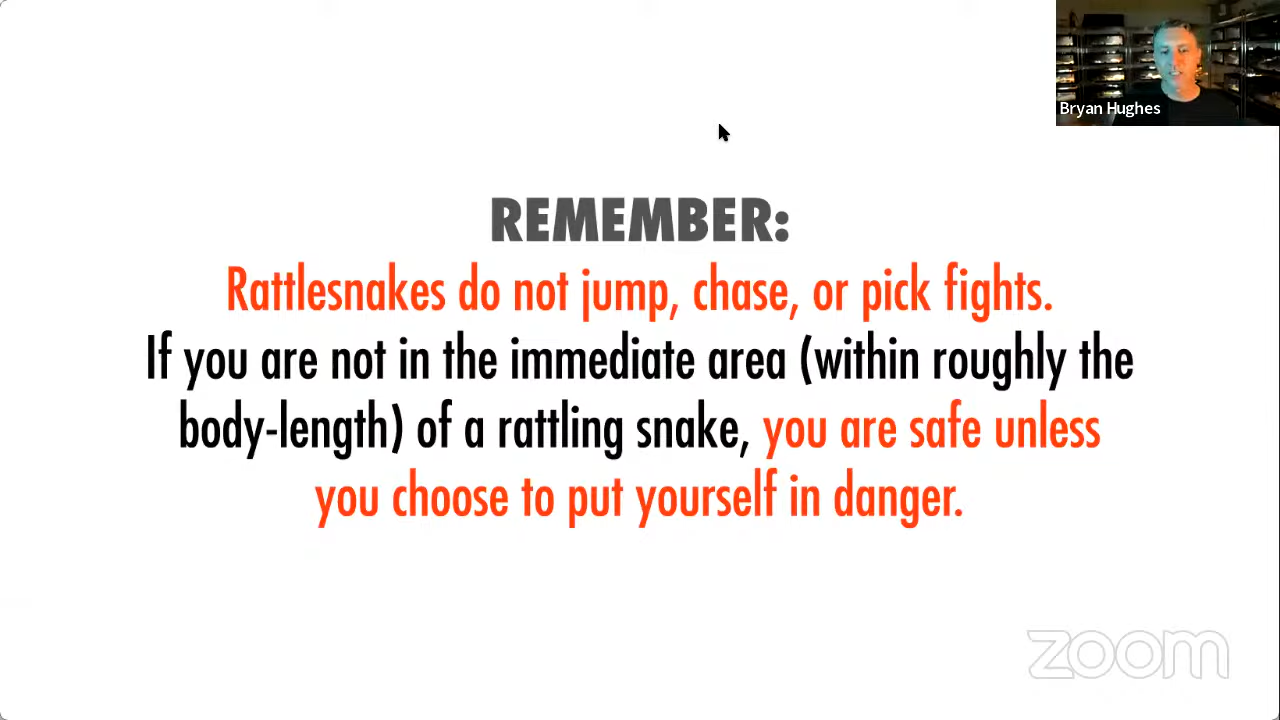 Bryan Hughes
REMEMBER:
Rattlesnakes do not jump, chase, or pick fights.
If you are not in the immediate area (within roughly the
body-length) of a rattling snake, you are safe unless
you choose to put yourself in danger.
zoom